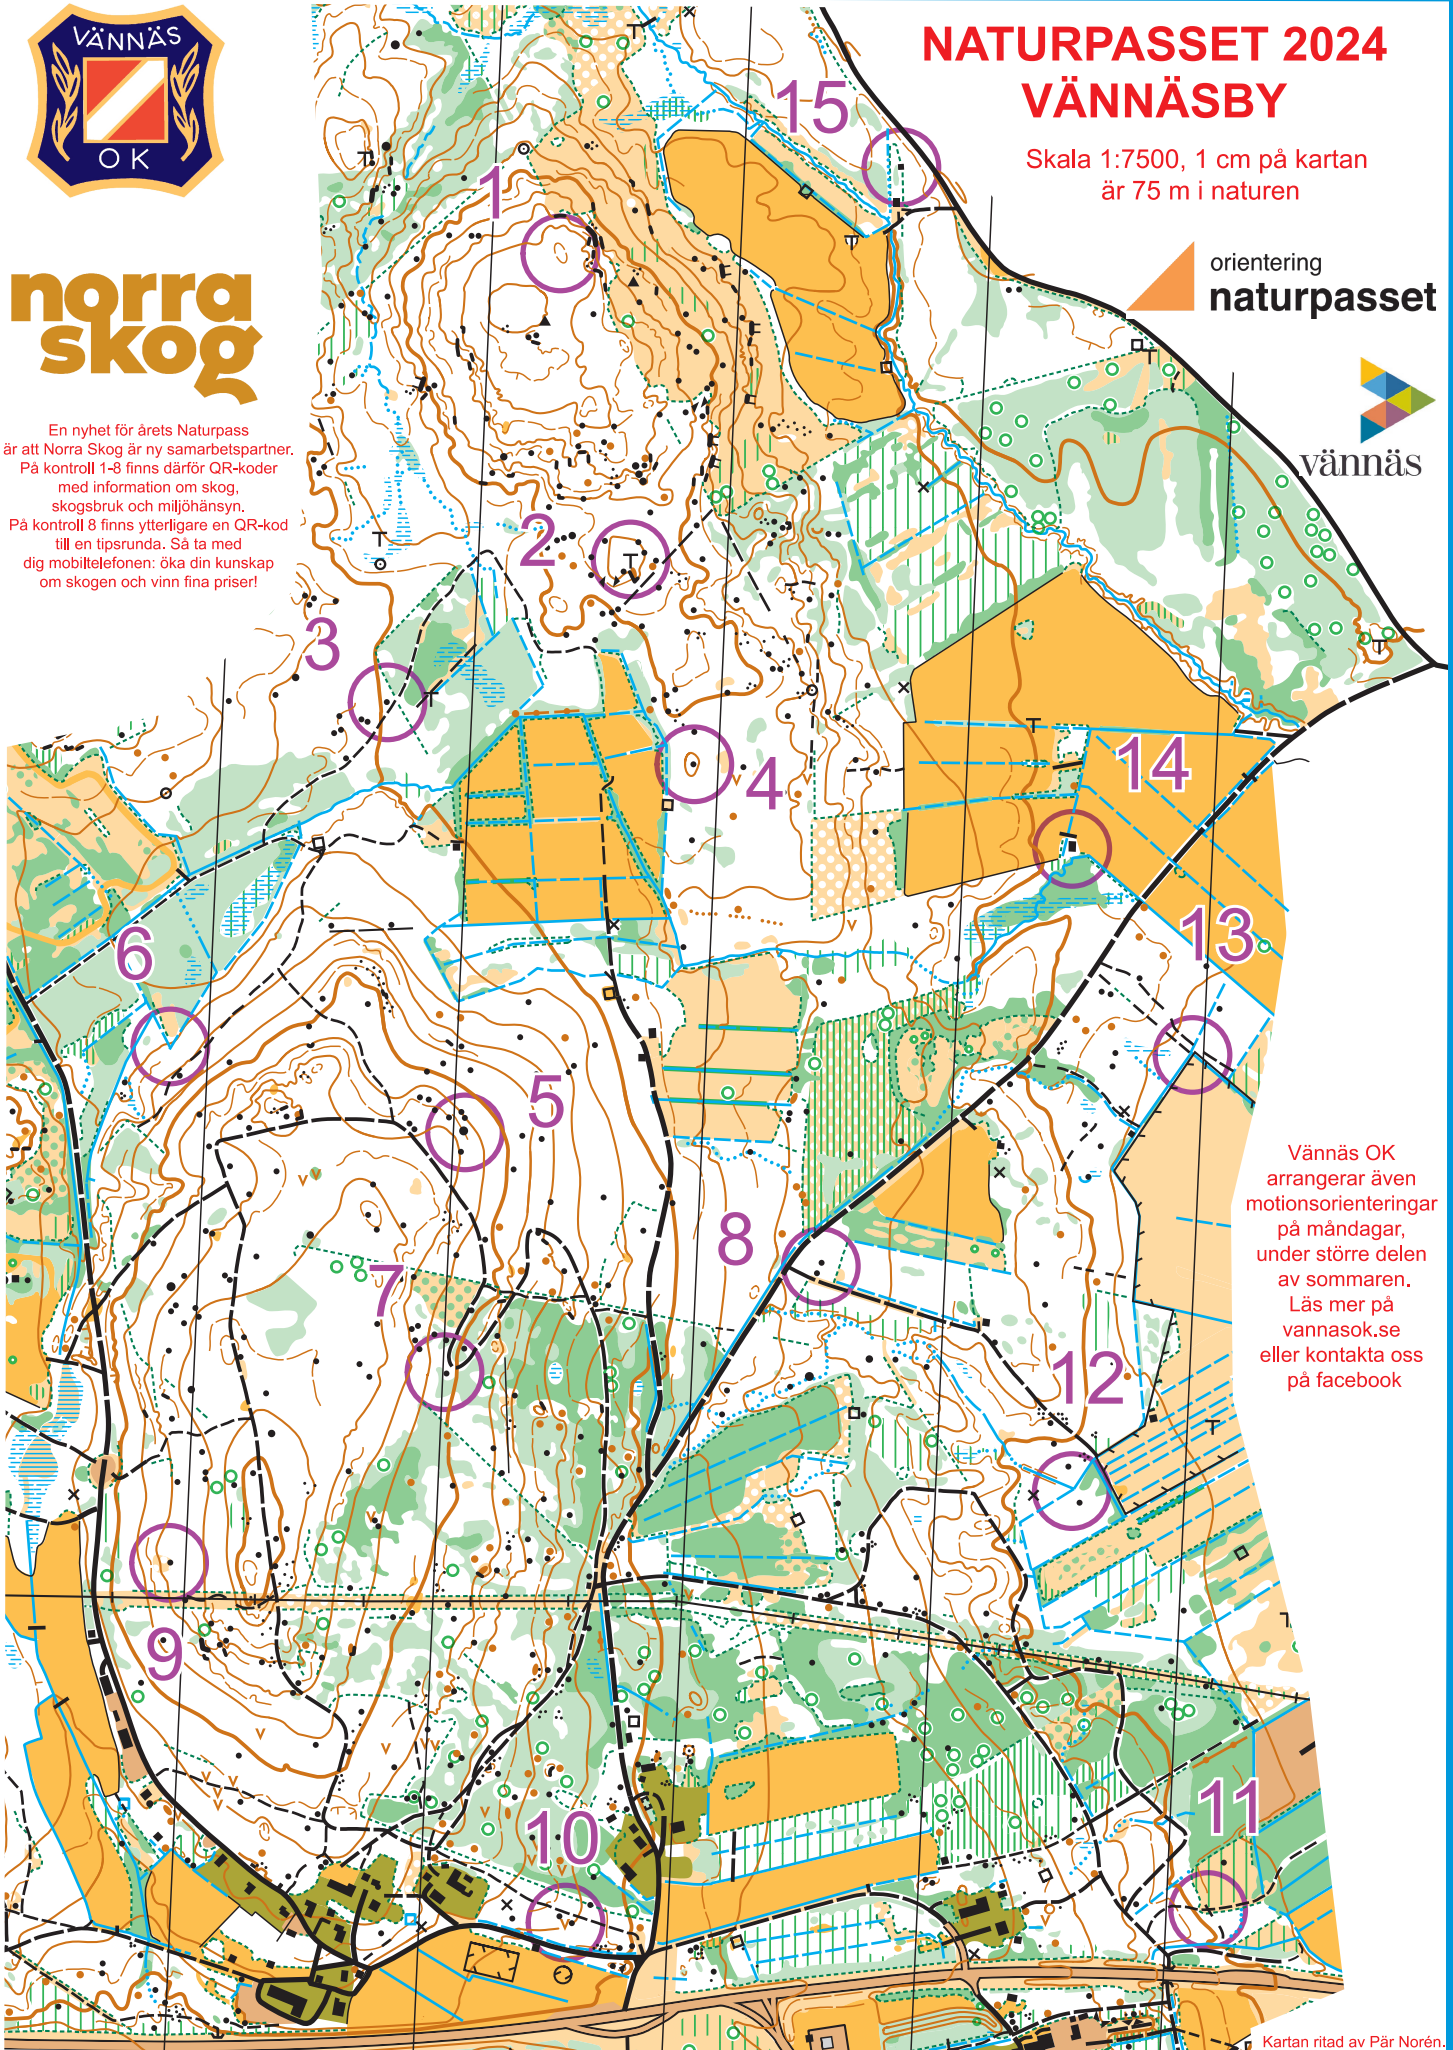 VÄNNÄS
OK
NATURPASSET 2024
VÄNNÄSBY
Skala 1:7500, 1 cm på kartan
är 75 m i naturen
orientering
naturpasset
norra
skog
vännäs
En nyhet för årets Naturpass
är att Norra Skog är ny samarbetspartner.
På kontroll 1-8 finns därför QR-koder
med information om skog,
skogsbruk och miljöhänsyn.
På kontroll 8 finns ytterligare en QR-kod
till en tipsrunda. Så ta med
dig mobiltelefonen: öka din kunskap
om skogen och vinn fina priser!
15
1
2
3
4
14
6
13
5
8
7
12
9
11
10
Vännäs OK
arrangerar även
motionsorienteringar
på måndagar,
under större delen
av sommaren.
Läs mer på
vannasok.se
eller kontakta oss
på facebook
Kartan ritad av Pär Norén.